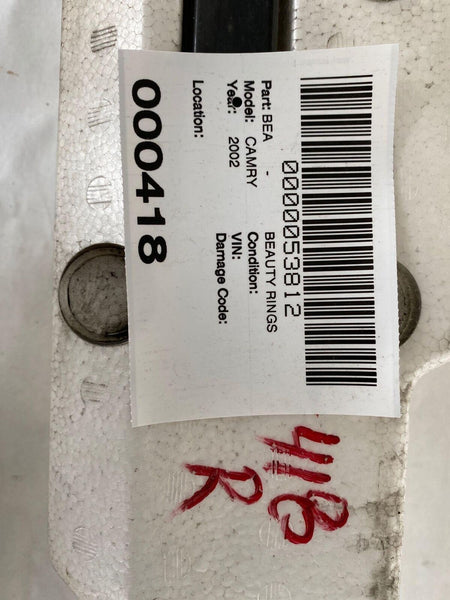 0000053812
Part: BEA - BEAUTY RINGS
Model: CAMRY Condition:
Year: 2002 VIN:
Location: Damage Code:
000418
418
R